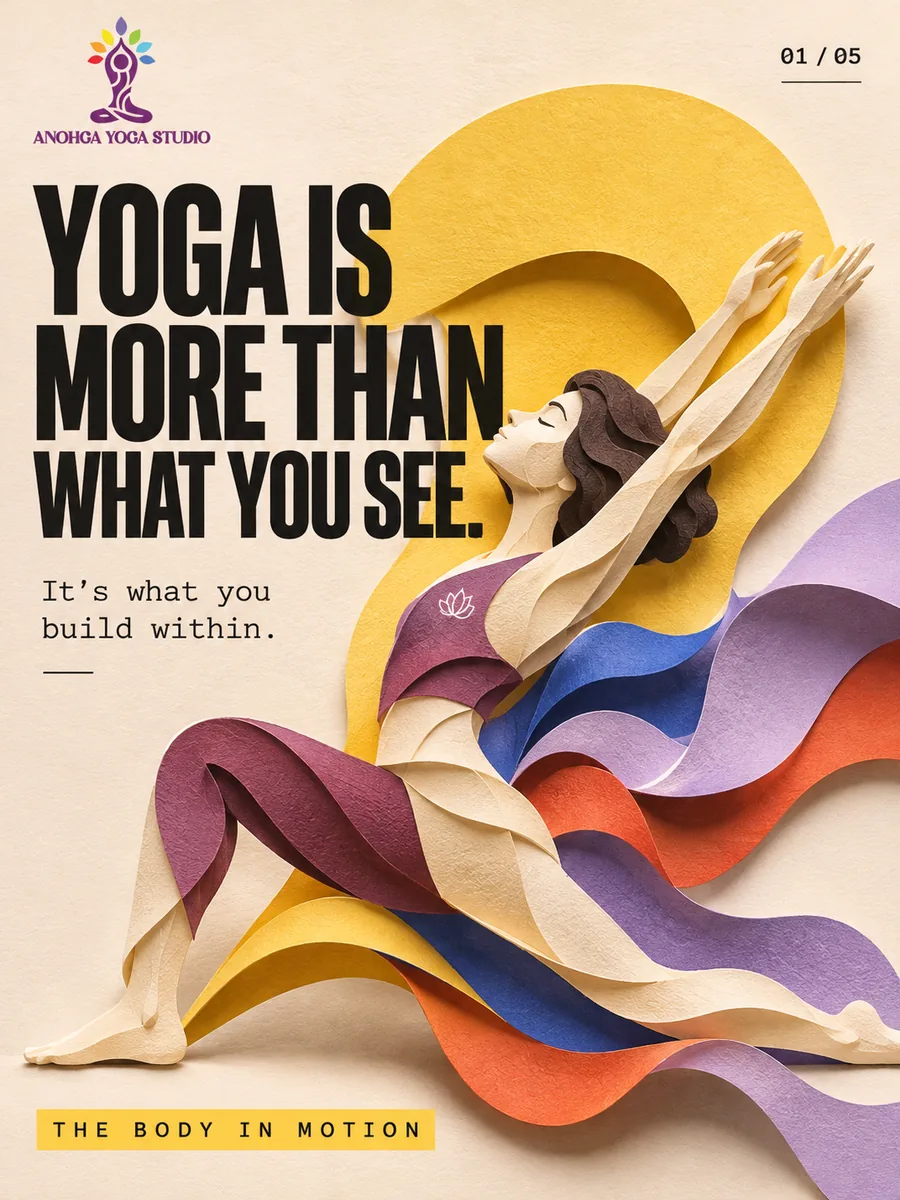 ANOHGA YOGA STUDIO
01 / 05
YOGA IS
MORE THAN
WHAT YOU SEE.
It's what you
build within.
THE BODY IN MOTION